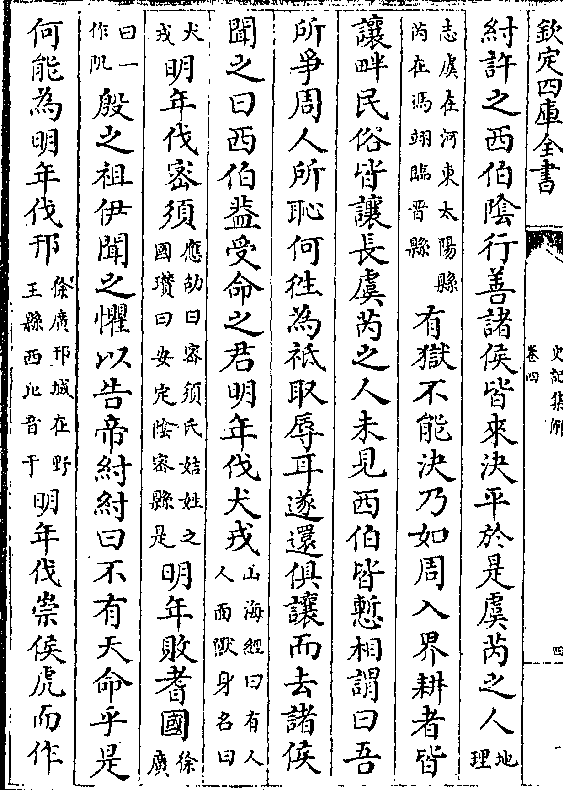 欽定四庫全書
史記集解
卷四
四
紂許之西伯陰行善諸侯皆來決平於是虞芮之人地理
志虞在河東太陽縣芮在馮翊臨晉縣有獄不能決乃如周入界耕者皆
讓畔民俗皆讓長虞芮之人未見西伯皆慙相謂曰吾
所爭周人所恥何往為祗取辱耳遂還俱讓而去諸侯
聞之曰西伯葢受命之君明年伐犬戎山海經曰有人人面獸身名曰
犬戎明年伐宻須應劭曰宻須氏姞姓之國瓚曰安定隂宻縣是明年敗耆國徐廣
曰一作阢殷之祖伊聞之懼以告帝紂紂曰不有天命乎是
何能為明年伐邘徐廣邘城在野王縣西北音于明年伐崇侯虎而作